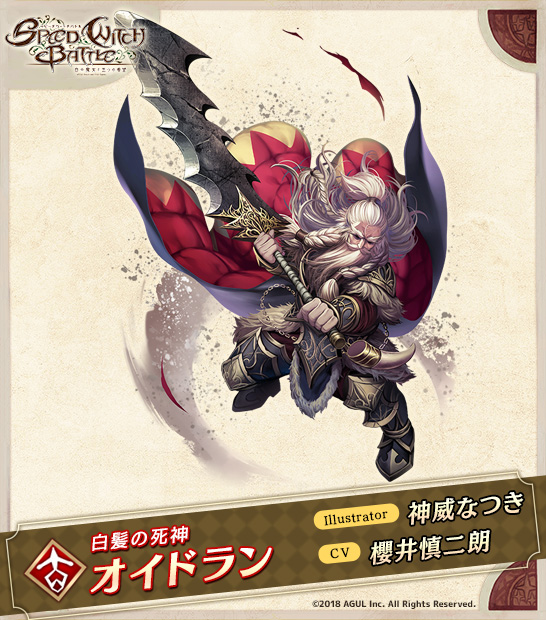 SPEED WITCH
BATTLE
白髪の死神
オイドラン
Illustrator 神威なつき
CV 櫻井慎二朗
©2018 AGUL Inc. All Rights Reserved.